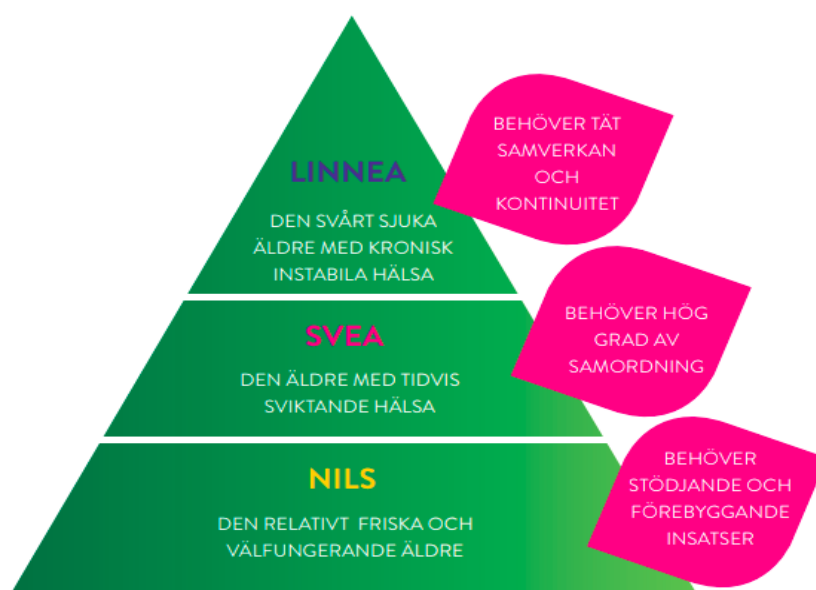 LINNEA
DEN SVÅRT SJUKA
ÄLDRE MED KRONISK
INSTABILA HÄLSA
BEHÖVER TÄT
SAMVERKAN
OCH
KONTINUITET
SVEA
DEN ÄLDRE MED TIDVIS
SVIKTANDE HÄLSA
BEHÖVER HÖG
GRAD AV
SAMORDNING
NILS
DEN RELATIVT FRISKA OCH
VÄLFUNGERANDE ÄLDRE
BEHÖVER
STÖDJANDE OCH
FÖREBYGGANDE
INSATSER